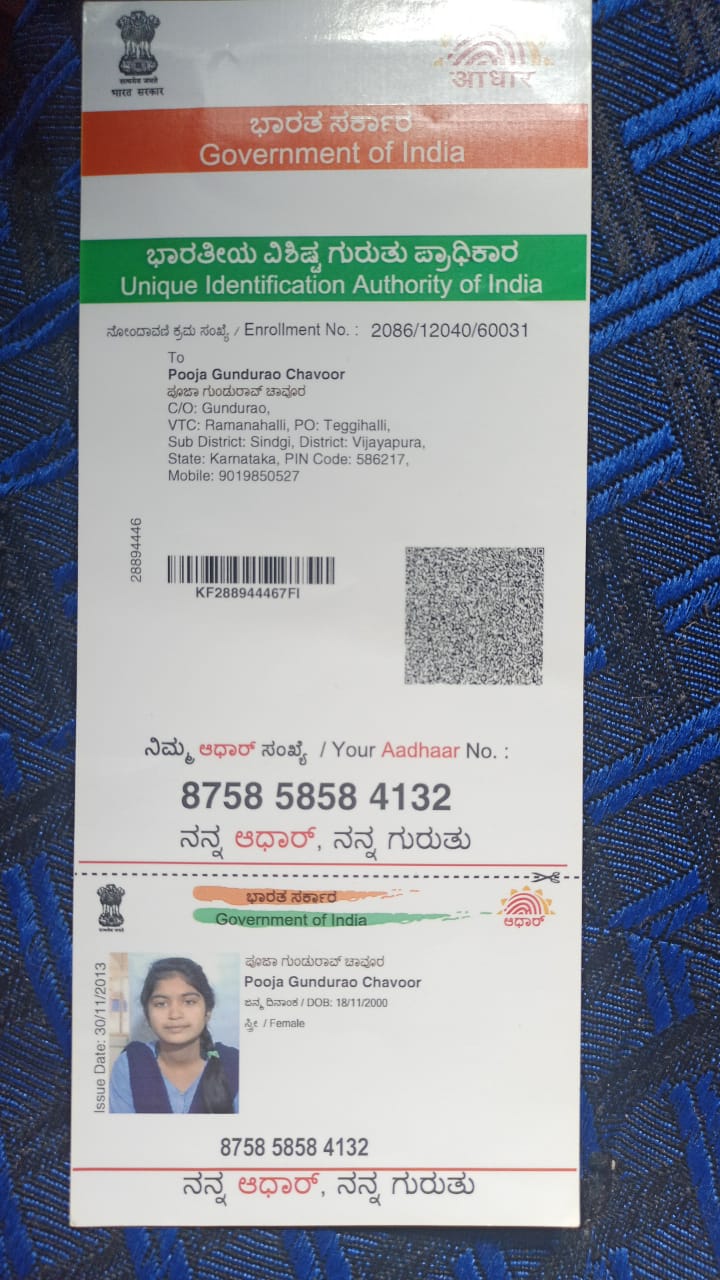 सत्यमेव जयते
भारत सरकार
आधार
ಭಾರತ ಸರ್ಕಾರ
Government of India
ಭಾರತೀಯ ವಿಶಿಷ್ಟ ಗುರುತು ಪ್ರಾಧಿಕಾರ
Unique Identification Authority of India
ನೋಂದಾವಣಿ ಕ್ರಮ ಸಂಖ್ಯೆ / Enrollment No. : 2086/12040/60031
To
Pooja Gundurao Chavoor
ಪೂಜಾ ಗುಂಡುರಾವ್ ಚಾವೂರ
C/O: Gundurao,
VTC: Ramanahalli, PO: Teggihalli,
Sub District: Sindgi, District: Vijayapura,
State: Karnataka, PIN Code: 586217,
Mobile: 9019850527
28894446
KF288944467FI
ನಿಮ್ಮ ಆಧಾರ್ ಸಂಖ್ಯೆ / Your Aadhaar No. :
8758 5858 4132
ನನ್ನ ಆಧಾರ್, ನನ್ನ ಗುರುತು
ಭಾರತ ಸರ್ಕಾರ
Government of India
ಆಧಾರ್
ಪೂಜಾ ಗುಂಡುರಾವ್ ಚಾವೂರ
Pooja Gundurao Chavoor
ಜನ್ಮ ದಿನಾಂಕ / DOB: 18/11/2000
ಸ್ತ್ರೀ / Female
Issue Date: 30/11/2013
8758 5858 4132
ನನ್ನ ಆಧಾರ್, ನನ್ನ ಗುರುತು